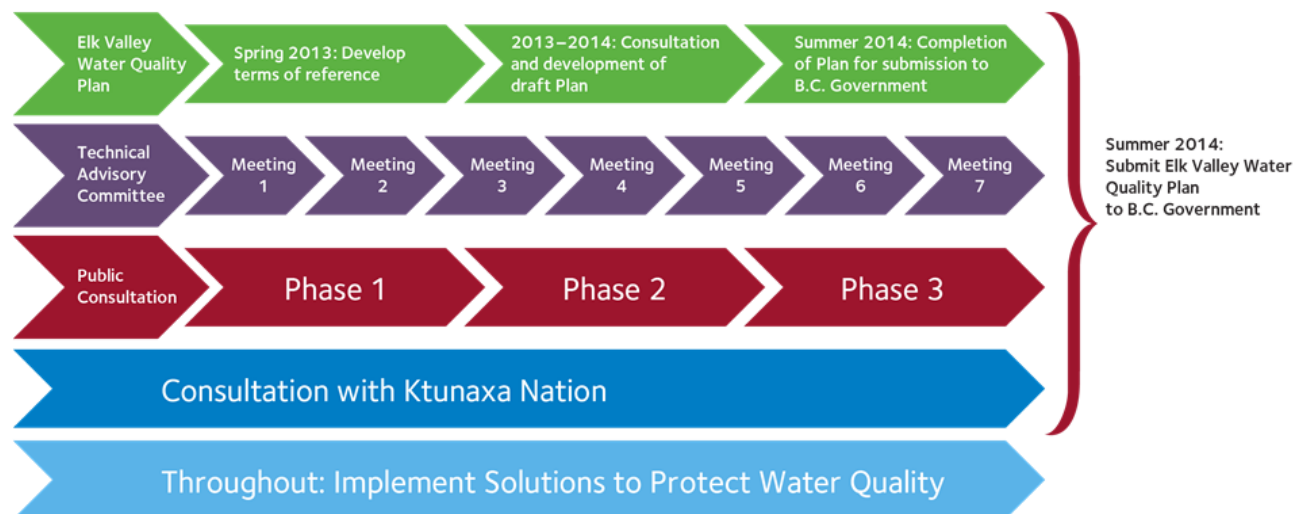 Elk Valley
Water Quality
Plan
Spring 2013: Develop
terms of reference
2013–2014: Consultation
and development of
draft Plan
Summer 2014: Completion
of Plan for submission to
B.C. Government
Technical
Advisory
Committee
Meeting
1
Meeting
2
Meeting
3
Meeting
4
Meeting
5
Meeting
6
Meeting
7
Public
Consultation
Phase 1
Phase 2
Phase 3
Consultation with Ktunaxa Nation
Throughout: Implement Solutions to Protect Water Quality
Summer 2014:
Submit Elk Valley Water
Quality Plan
to B.C. Government